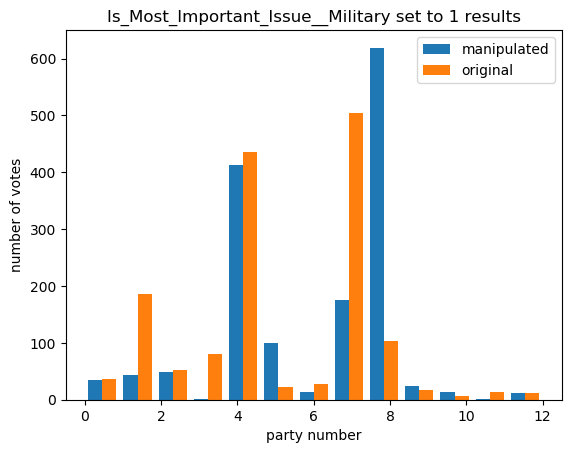 Is_Most_Important_Issue__Military set to 1 results
manipulated
original
number of votes
600
500
400
300
200
100
0
0 2 4 6 8 10 12
party number